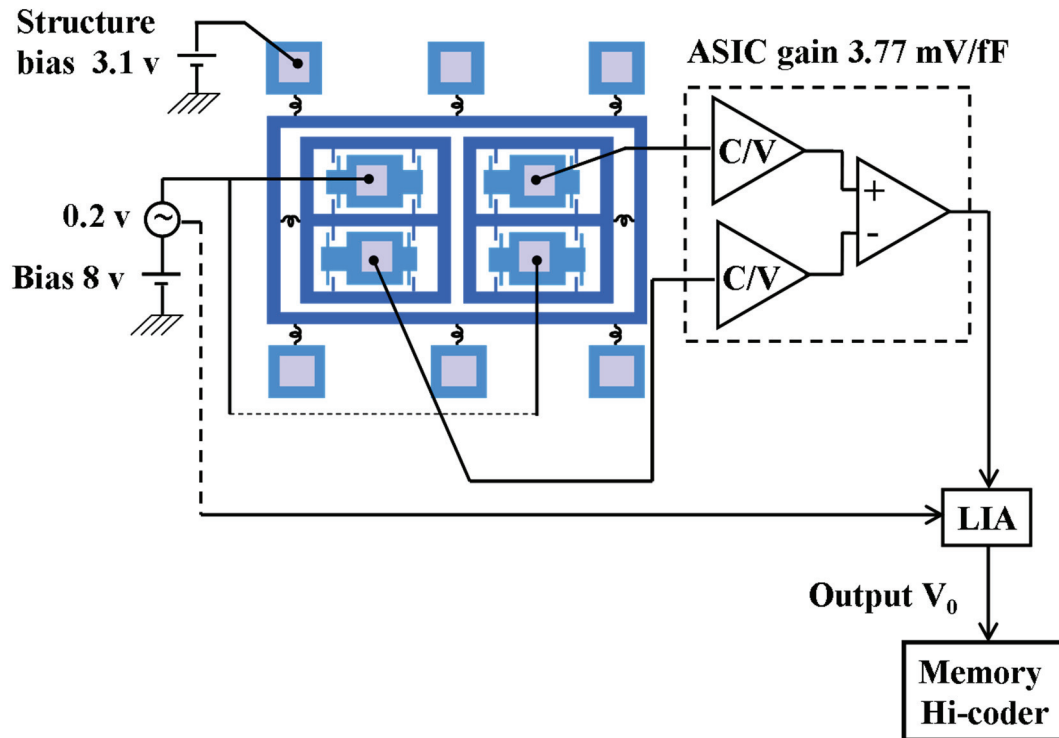 Structure
bias 3.1 v
ASIC gain 3.77 mV/fF
C/V
+
-
0.2 v
~
Bias 8 v
C/V
LIA
Output V₀
Memory
Hi-coder